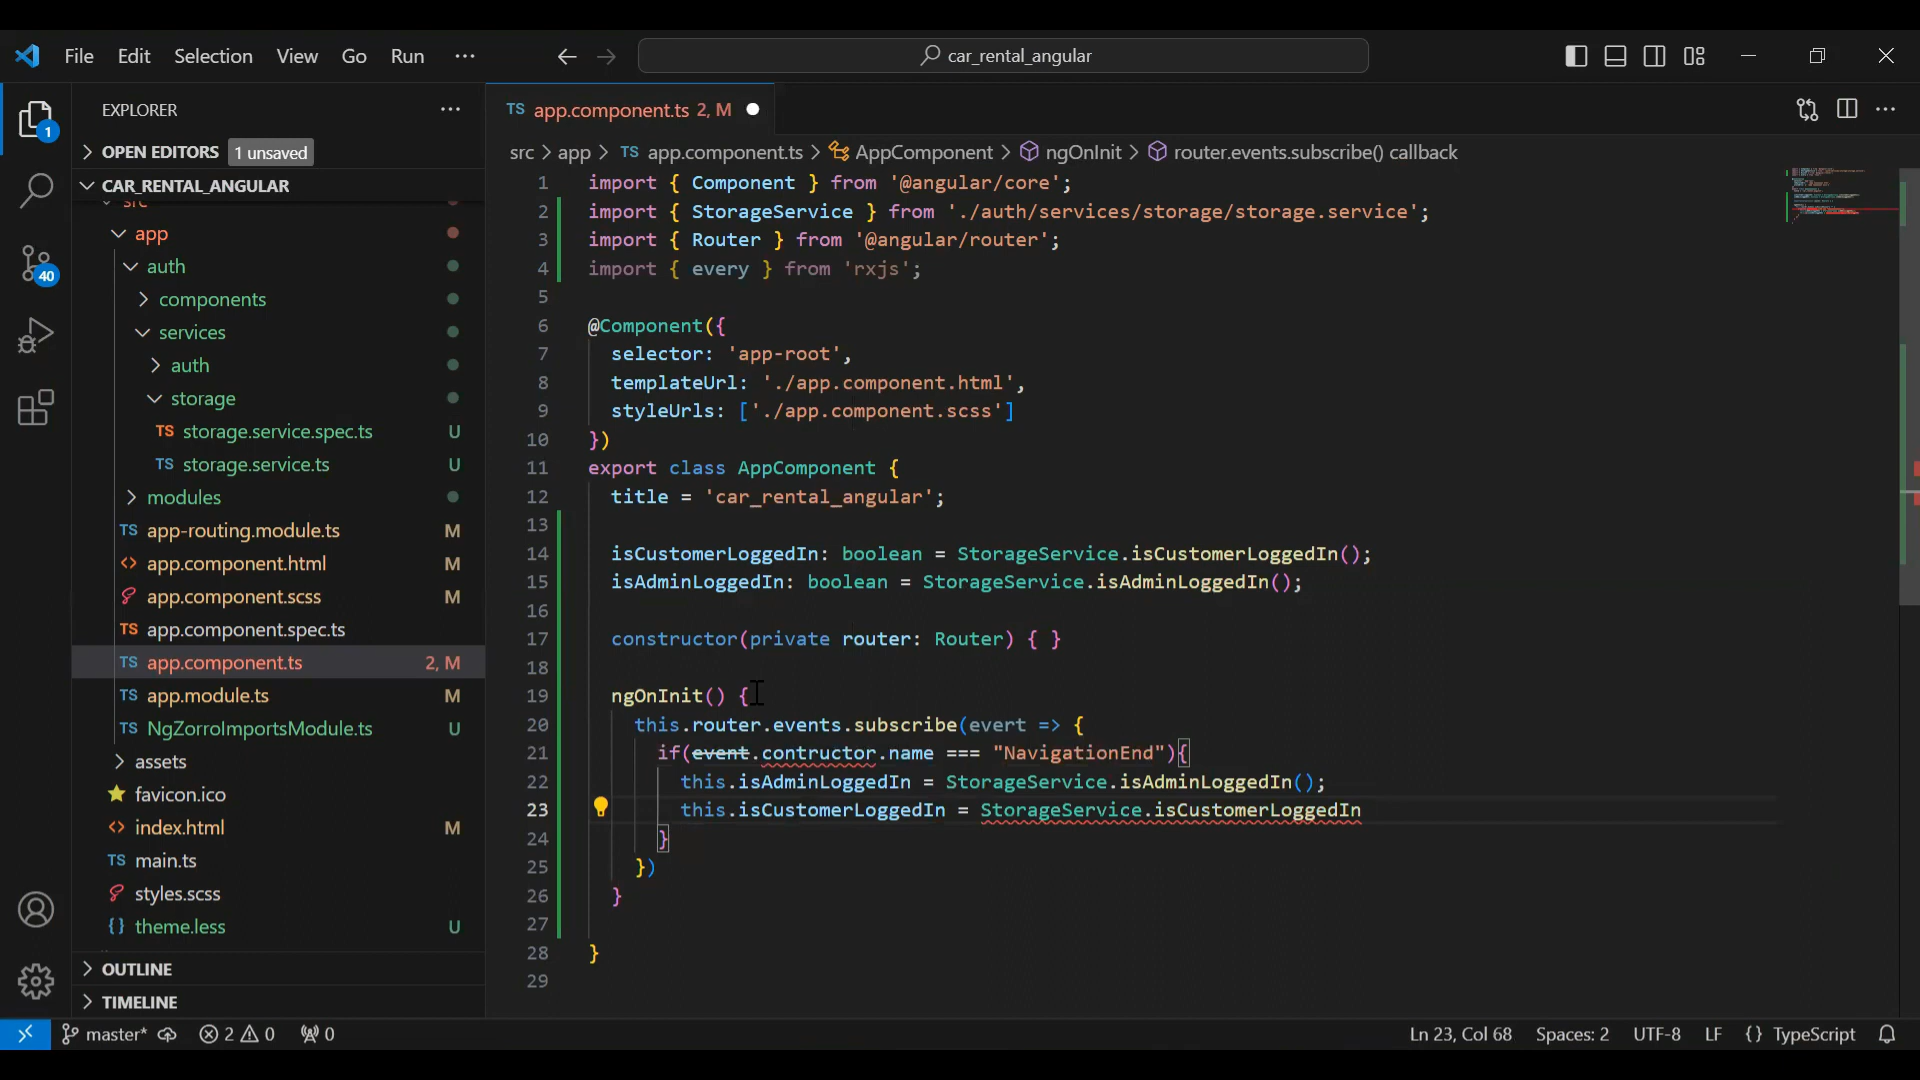 File Edit Selection View Go Run ···
car_rental_angular
EXPLORER
OPEN EDITORS 1 unsaved
CAR_RENTAL_ANGULAR
src
app
auth
components
services
auth
storage
TS storage.service.spec.ts U
TS storage.service.ts U
modules
TS app-routing.module.ts M
<> app.component.html M
app.component.scss M
TS app.component.spec.ts
TS app.component.ts 2, M
TS app.module.ts M
TS NgZorroImportsModule.ts U
assets
favicon.ico
<> index.html M
TS main.ts
styles.scss
{} theme.less U
OUTLINE
TIMELINE
1
40
TS app.component.ts 2, M
src > app > TS app.component.ts > AppComponent > ngOnInit > router.events.subscribe() callback
1 import { Component } from '@angular/core';
2 import { StorageService } from './auth/services/storage/storage.service';
3 import { Router } from '@angular/router';
4 import { every } from 'rxjs';
5
6 @Component({
7 selector: 'app-root',
8 templateUrl: './app.component.html',
9 styleUrls: ['./app.component.scss']
10 })
11 export class AppComponent {
12 title = 'car_rental_angular';
13
14 isCustomerLoggedIn: boolean = StorageService.isCustomerLoggedIn();
15 isAdminLoggedIn: boolean = StorageService.isAdminLoggedIn();
16
17 constructor(private router: Router) { }
18
19 ngOnInit() {
20 this.router.events.subscribe(evert => {
21 if(event.contructor.name === "NavigationEnd"){
22 this.isAdminLoggedIn = StorageService.isAdminLoggedIn();
23 this.isCustomerLoggedIn = StorageService.isCustomerLoggedIn
24 }
25 })
26 }
27
28 }
29
master* 2 0 0 Ln 23, Col 68 Spaces: 2 UTF-8 LF {} TypeScript